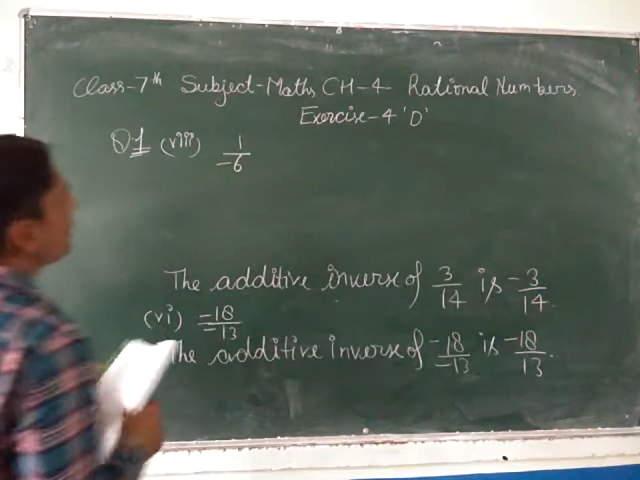 Class-7th Subject-Maths CH-4 Rational Numbers
Exercise-4'D'
Q1 (viii) 1/-6
The additive inverse of 3/14 is -3/14.
(vi) -18/-13
The additive inverse of -18/-13 is -18/13.